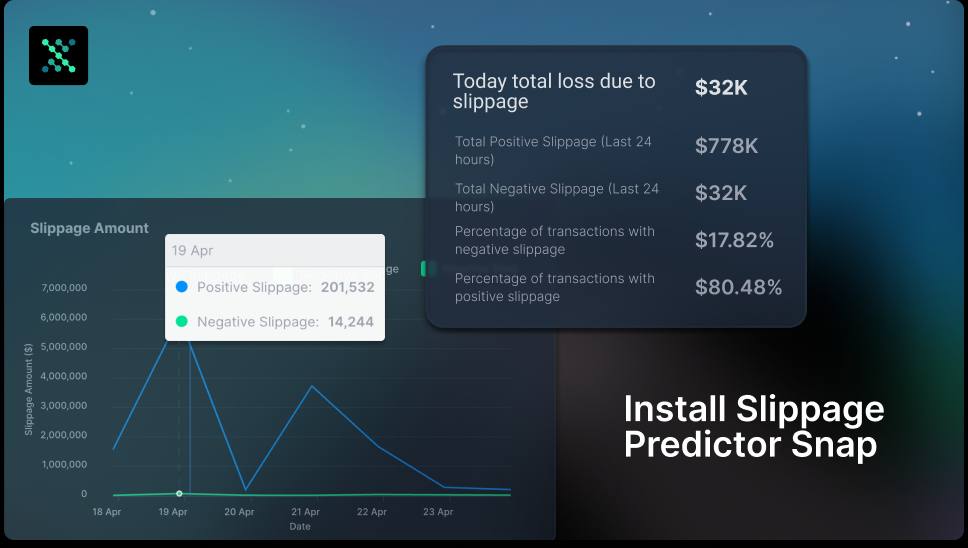 Today total loss due to
slippage
$32K
Total Positive Slippage (Last 24
hours)
$778K
Total Negative Slippage (Last 24
hours)
$32K
Percentage of transactions with
negative slippage
$17.82%
Percentage of transactions with
positive slippage
$80.48%
Slippage Amount
19 Apr
Positive Slippage: 201,532
Negative Slippage: 14,244
ge
7,000,000
6,000,000
5,000,000
4,000,000
3,000,000
2,000,000
1,000,000
0
Slippage Amount ($)
18 Apr 19 Apr 20 Apr 21 Apr 22 Apr 23 Apr
Date
Install Slippage
Predictor Snap